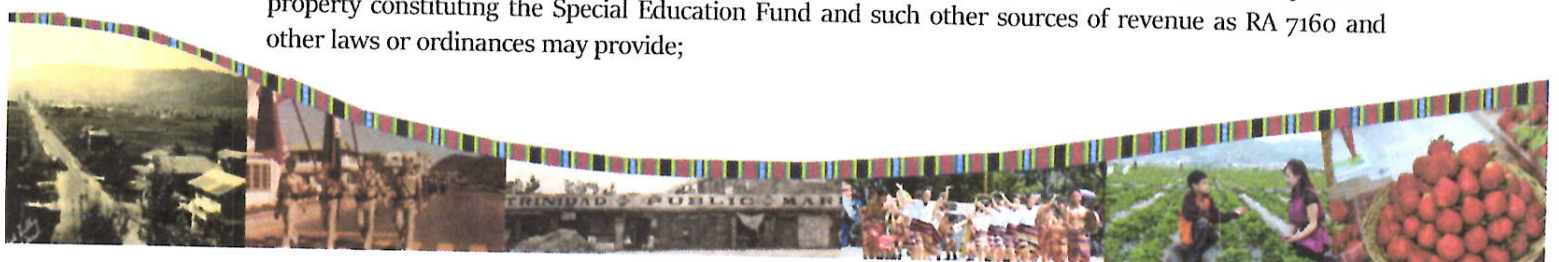 property constituting the Special Education Fund and such other sources of revenue as RA 7160 and
other laws or ordinances may provide;
TRINIDAD PUBLIC MAR